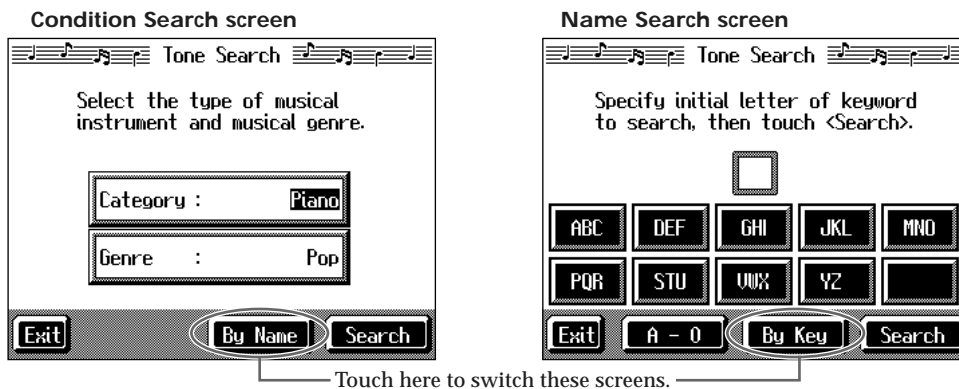 Condition Search screen
Tone Search
Select the type of musical
instrument and musical genre.
Category : Piano
Genre : Pop
Exit By Name Search
Name Search screen
Tone Search
Specify initial letter of keyword
to search, then touch <Search>.
ABC DEF GHI JKL MNO
PQR STU VWX YZ
Exit A - 0 By Key Search
Touch here to switch these screens.